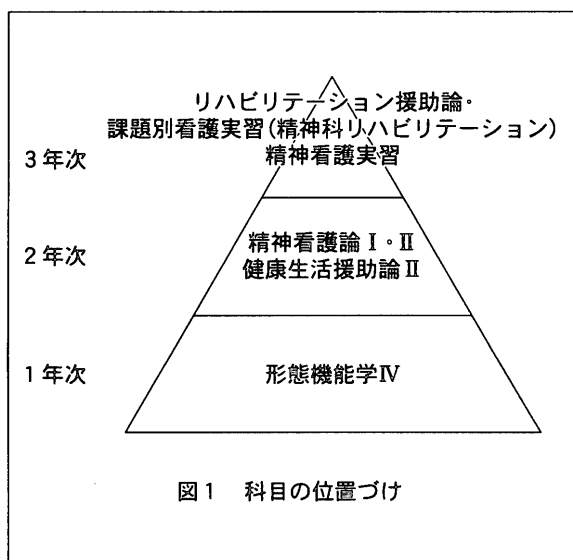 リハビリテーション援助論・
課題別看護実習(精神科リハビリテーション)
3年次 精神看護実習
2年次 精神看護論Ⅰ・Ⅱ
健康生活援助論Ⅱ
1年次 形態機能学Ⅳ
図1 科目の位置づけ